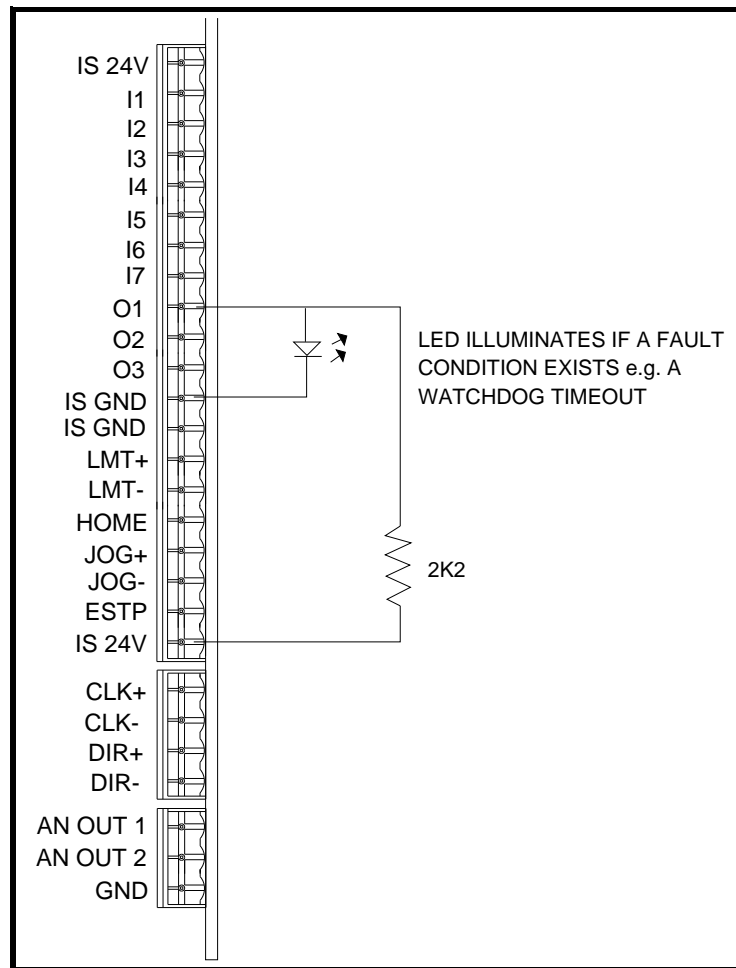 IS 24V
I1
I2
I3
I4
I5
I6
I7
O1
O2
O3
IS GND
IS GND
LMT+
LMT-
HOME
JOG+
JOG-
ESTP
IS 24V
CLK+
CLK-
DIR+
DIR-
AN OUT 1
AN OUT 2
GND
LED ILLUMINATES IF A FAULT
CONDITION EXISTS e.g. A
WATCHDOG TIMEOUT
2K2